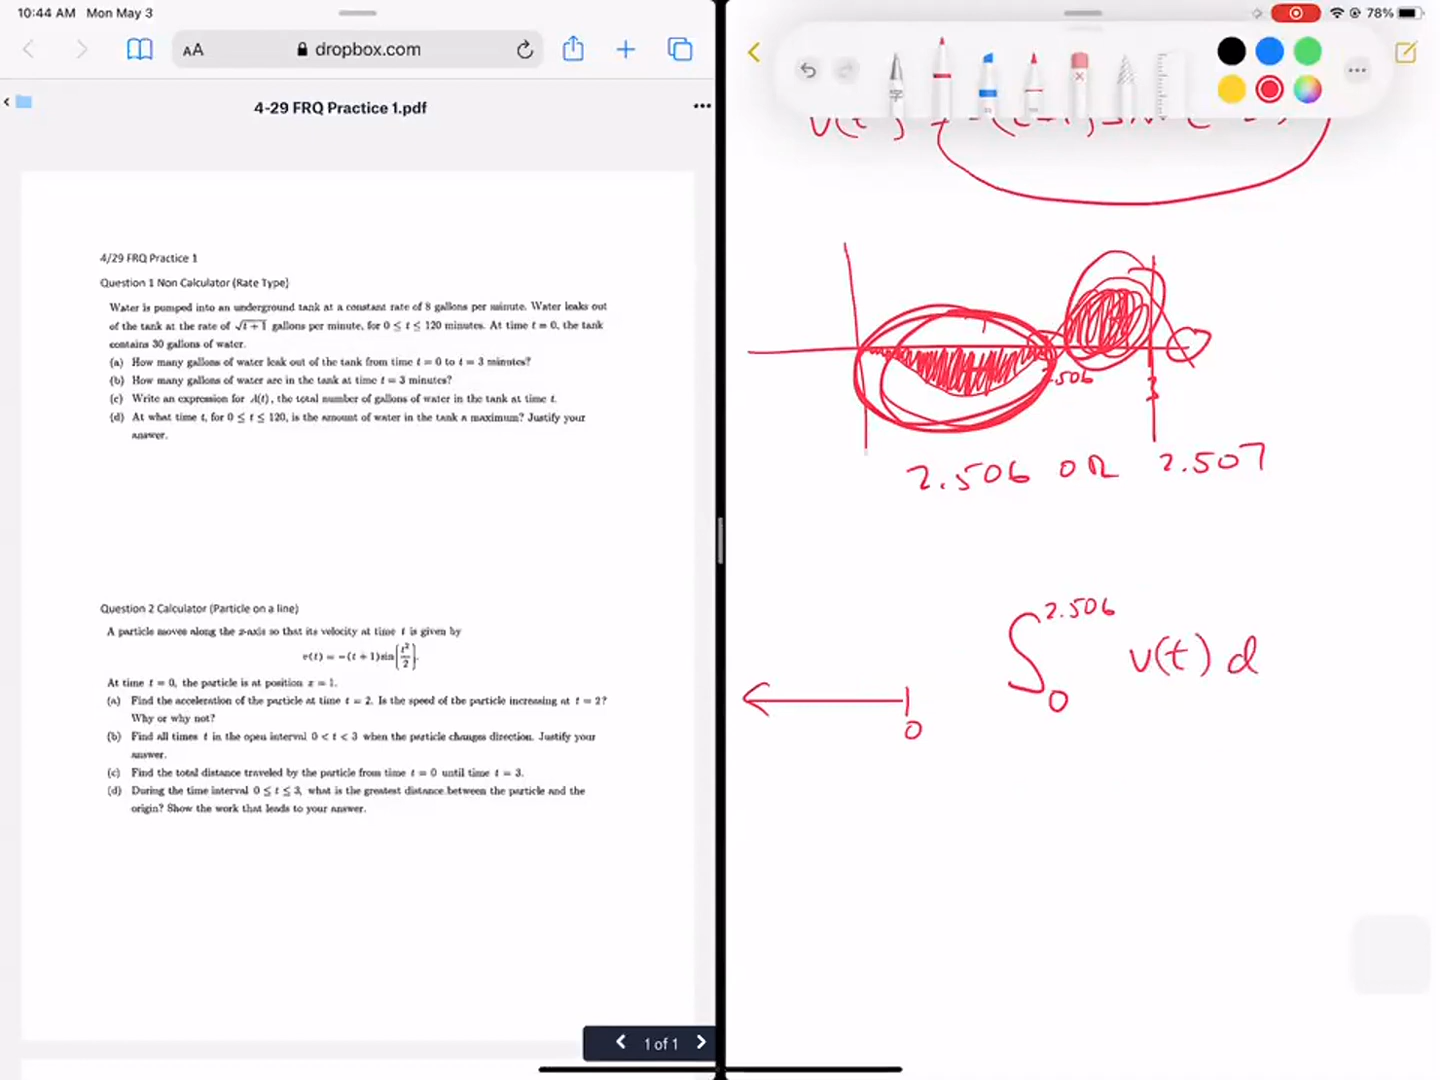 10:44 AM Mon May 3
78%
AA dropbox.com
4-29 FRQ Practice 1.pdf
4/29 FRQ Practice 1
Question 1 Non Calculator (Rate Type)
Water is pumped into an underground tank at a constant rate of 8 gallons per minute. Water leaks out
of the tank at the rate of √t + 1 gallons per minute, for 0 ≤ t ≤ 120 minutes. At time t = 0, the tank
contains 30 gallons of water.
(a) How many gallons of water leak out of the tank from time t = 0 to t = 3 minutes?
(b) How many gallons of water are in the tank at time t = 3 minutes?
(c) Write an expression for A(t), the total number of gallons of water in the tank at time t.
(d) At what time t, for 0 ≤ t ≤ 120, is the amount of water in the tank a maximum? Justify your
answer.
Question 2 Calculator (Particle on a line)
A particle moves along the x-axis so that its velocity at time t is given by
v(t) = −(t + 1)sin(t²/2).
At time t = 0, the particle is at position x = 1.
(a) Find the acceleration of the particle at time t = 2. Is the speed of the particle increasing at t = 2?
Why or why not?
(b) Find all times t in the open interval 0 < t < 3 when the particle changes direction. Justify your
answer.
(c) Find the total distance traveled by the particle from time t = 0 until time t = 3.
(d) During the time interval 0 ≤ t ≤ 3, what is the greatest distance between the particle and the
origin? Show the work that leads to your answer.
1 of 1
v(t)
.506
3
2.506 OR 2.507
∫ 2.506 0 v(t) d
0